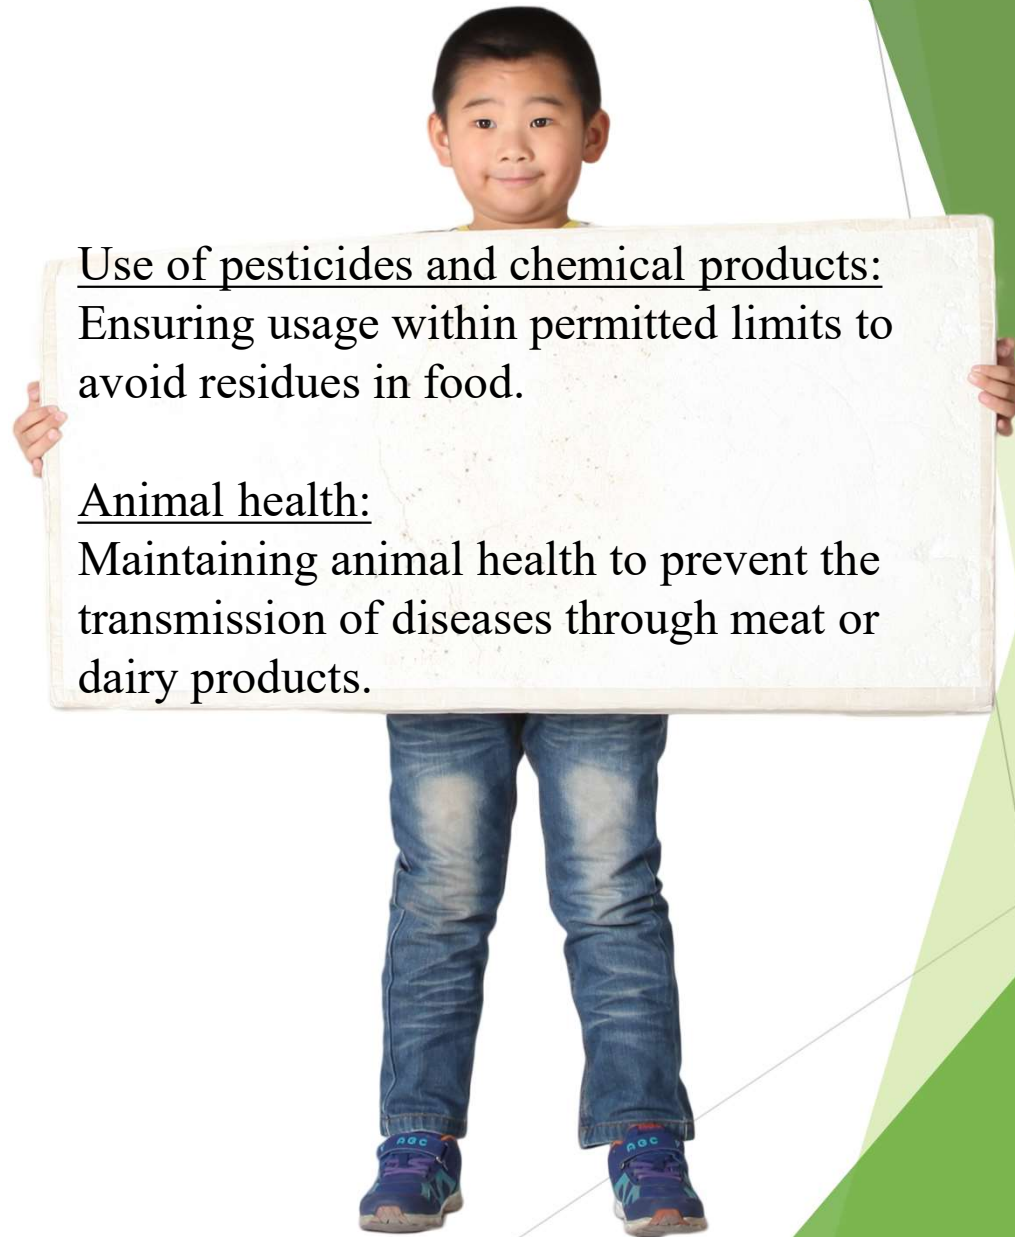 Use of pesticides and chemical products:
Ensuring usage within permitted limits to
avoid residues in food.
Animal health:
Maintaining animal health to prevent the
transmission of diseases through meat or
dairy products.
AGC
AGC